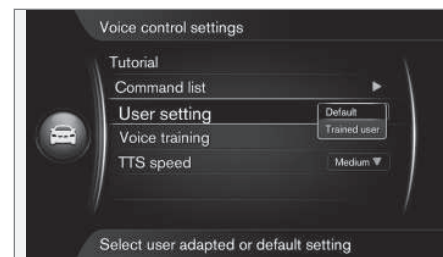 Voice control settings
Tutorial
Command list
User setting
Default
Trained user
Voice training
TTS speed
Medium
Select user adapted or default setting